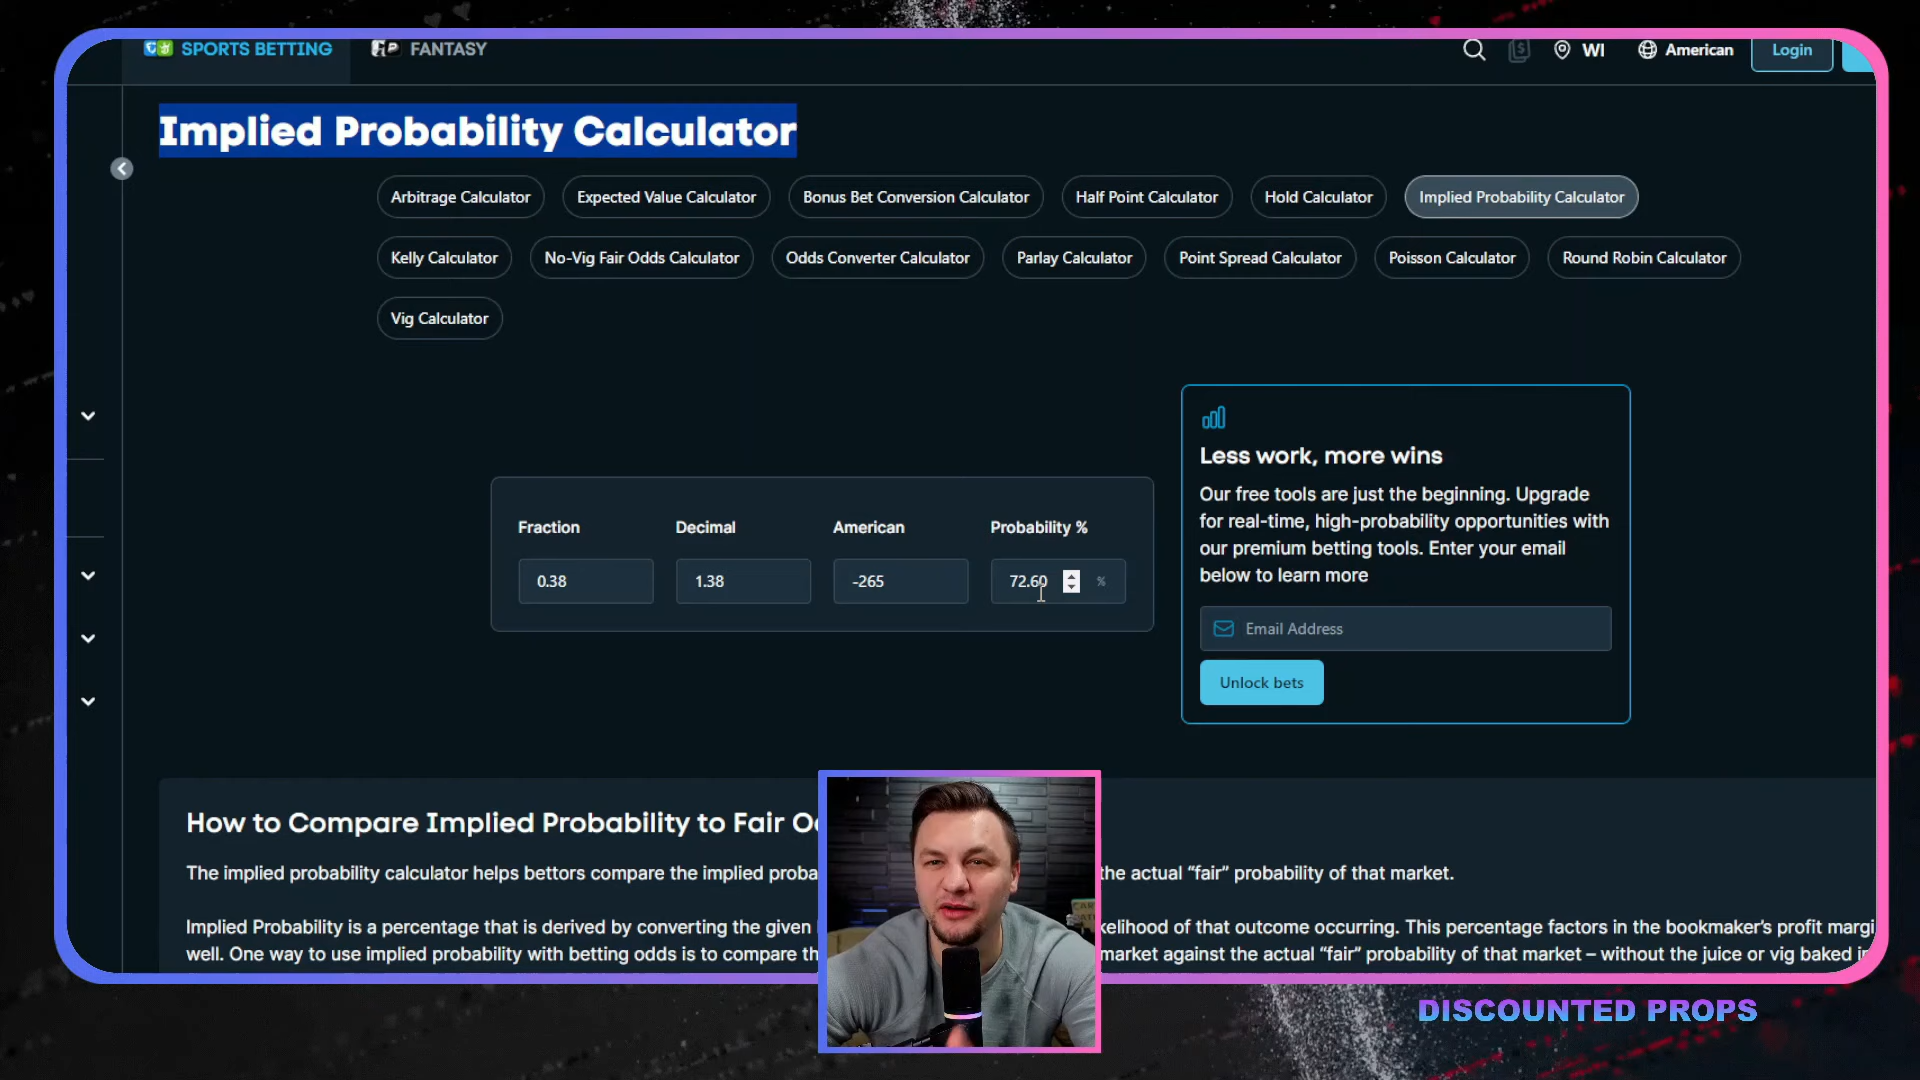 SPORTS BETTING FANTASY WI American Login
Implied Probability Calculator
Arbitrage Calculator Expected Value Calculator Bonus Bet Conversion Calculator Half Point Calculator Hold Calculator Implied Probability Calculator
Kelly Calculator No-Vig Fair Odds Calculator Odds Converter Calculator Parlay Calculator Point Spread Calculator Poisson Calculator Round Robin Calculator
Vig Calculator
Less work, more wins
Our free tools are just the beginning. Upgrade
for real-time, high-probability opportunities with
our premium betting tools. Enter your email
below to learn more
Email Address
Unlock bets
Fraction Decimal American Probability %
0.38 1.38 -265 72.60 %
How to Compare Implied Probability to Fair
The implied probability calculator helps bettors compare the implied the actual “fair” probability of that market.
Implied Probability is a percentage that is derived by converting the given of that outcome occurring. This percentage factors in the bookmaker’s profit
well. One way to use implied probability with betting odds is to compare market against the actual “fair” probability of that market – without the juice or vig baked
DISCOUNTED PROPS